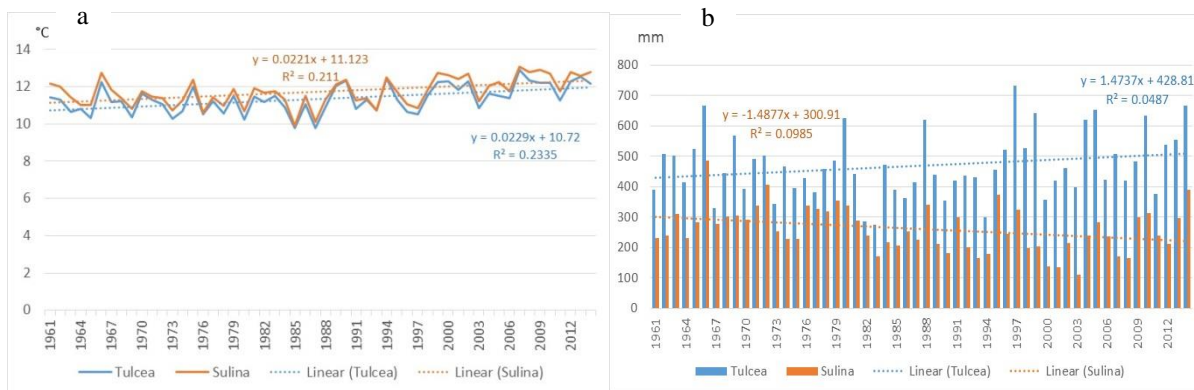 a
°C
14
12
10
8
6
4
2
0
y = 0.0221x + 11.123
R² = 0.211
y = 0.0229x + 10.72
R² = 0.2335
1961
1964
1967
1970
1973
1976
1979
1982
1985
1988
1991
1994
1997
2000
2003
2006
2009
2012
Tulcea
Sulina
Linear (Tulcea)
Linear (Sulina)
b
mm
800
700
600
500
400
300
200
100
0
y = -1.4877x + 300.91
R² = 0.0985
y = 1.4737x + 428.81
R² = 0.0487
1961
1964
1967
1970
1973
1976
1979
1982
1985
1988
1991
1994
1997
2000
2003
2006
2009
2012
Tulcea
Sulina
Linear (Tulcea)
Linear (Sulina)